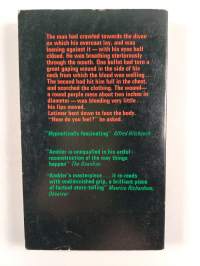 The man had crawled towards the divan
on which his overcoat lay, and was
leaning against it — with his eyes half
closed. He was breathing stertorously
through the mouth. One bullet had torn a
great gaping wound in the side of his
neck from which the blood was welling...
The second had hit him full in the chest,
and scorched the clothing. The wound—
a round purple mess about two inches in
diameter — was bleeding very little...
his lips moved.
Latimer bent down to face the body.
"How do you feel?" he asked.
"Hypnotically fascinating" Alfred Hitchcock
"Ambler is unequalled in his artful
reconstruction of the way things
happen" The Guardian
"Ambler's masterpiece ... it re-reads
with undiminished grip, a brilliant piece
of factual story-telling" Maurice Richardson,
Observer